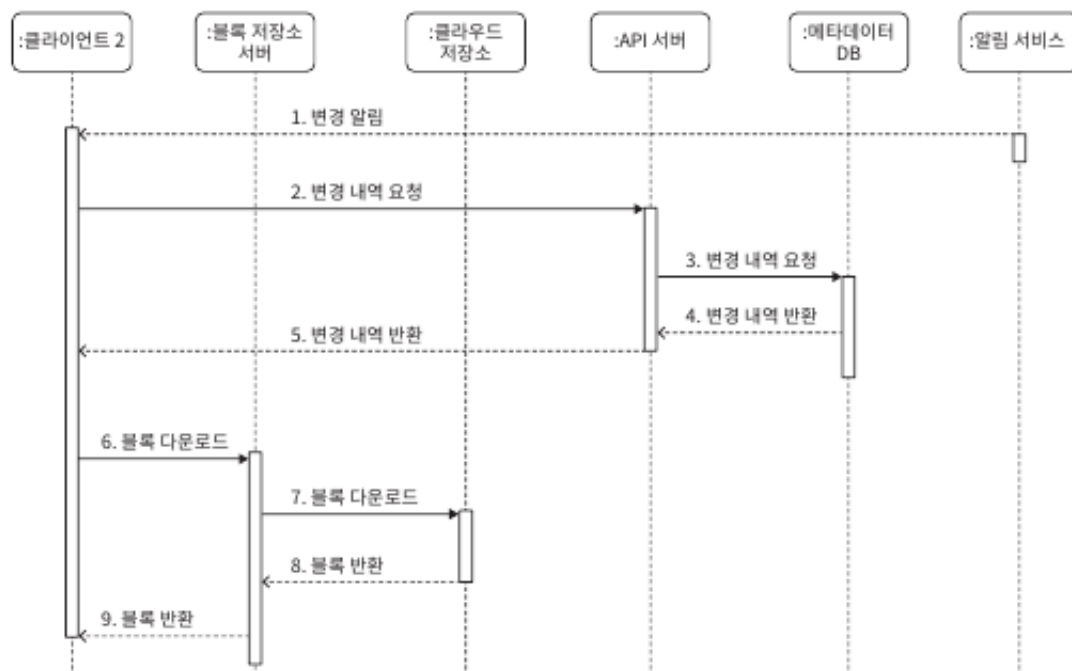 :클라이언트 2
:블록 저장소
서버
:클라우드
저장소
:API 서버
:메타데이터
DB
:알림 서비스
1. 변경 알림
2. 변경 내역 요청
3. 변경 내역 요청
4. 변경 내역 반환
5. 변경 내역 반환
6. 블록 다운로드
7. 블록 다운로드
8. 블록 반환
9. 블록 반환